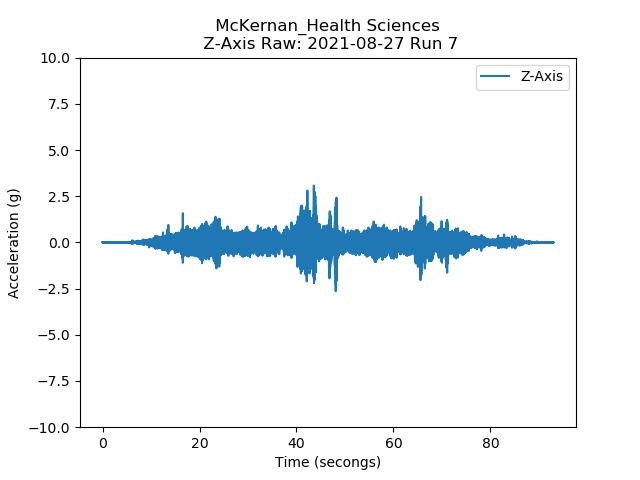 McKernan_Health Sciences
Z-Axis Raw: 2021-08-27 Run 7
Z-Axis
10.0
7.5
5.0
2.5
0.0
−2.5
−5.0
−7.5
−10.0
Acceleration (g)
0 20 40 60 80
Time (secongs)